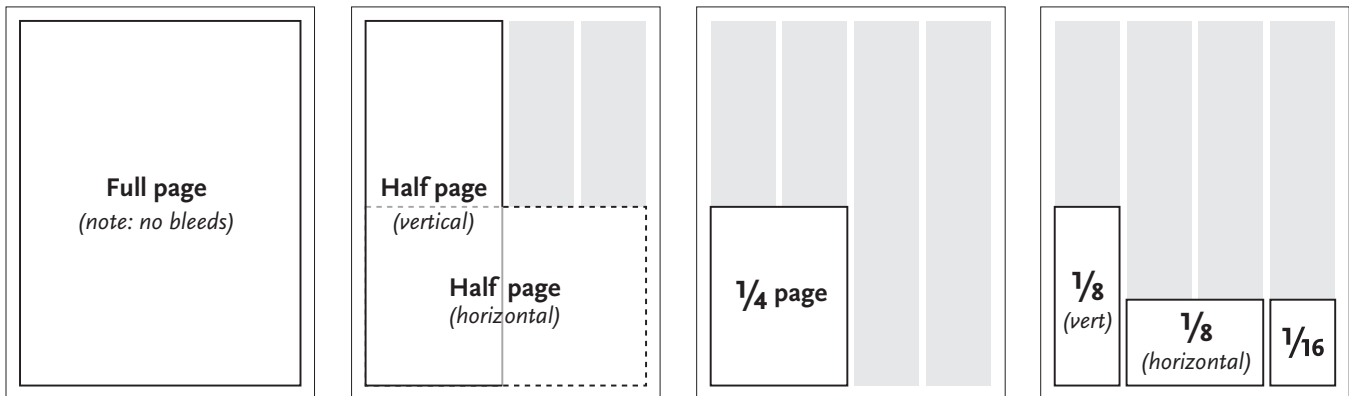 Full page
(note: no bleeds)
Half page
(vertical)
Half page
(horizontal)
1/4 page
1/8
(vert)
1/8
(horizontal)
1/16